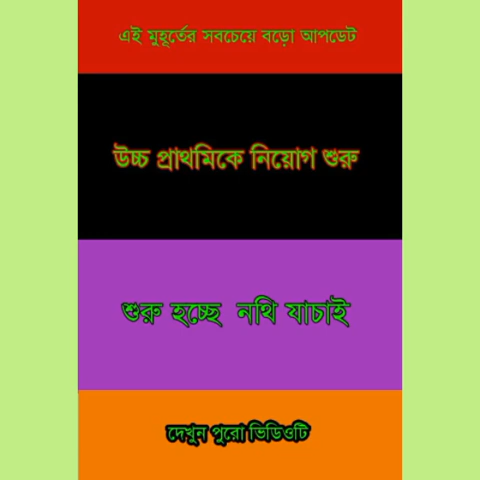 এই মুহূর্তের সবচেয়ে বড়ো আপডেট
উচ্চ প্রাথমিকে নিয়োগ শুরু
শুরু হচ্ছে নথি যাচাই
দেখুন পুরো ভিডিওটি